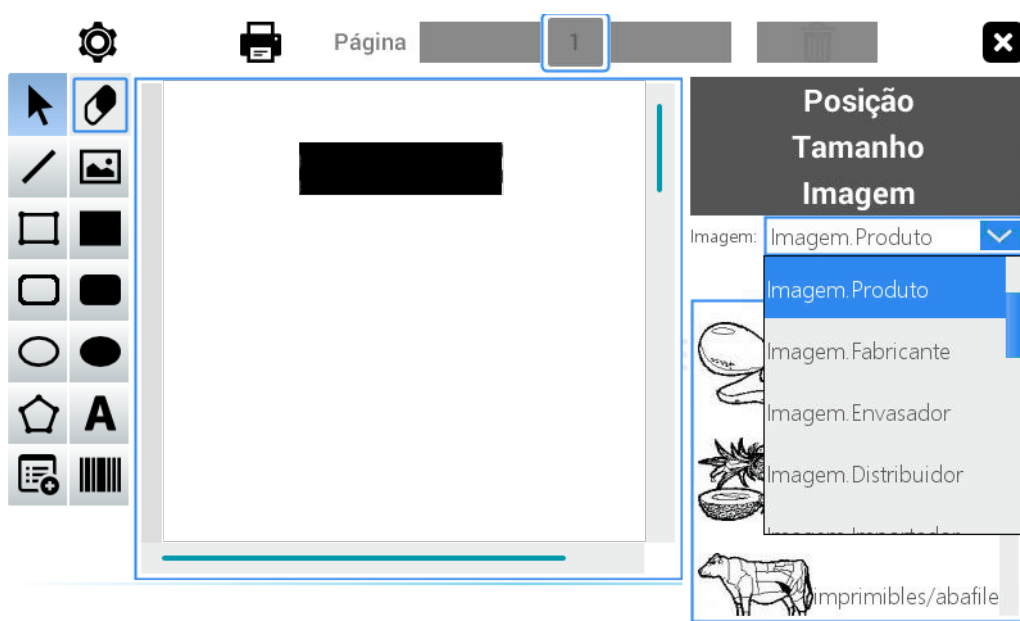 Página 1
Posição
Tamanho
Imagem
Imagem: Imagem.Produto
Imagem.Produto
Imagem.Fabricante
Imagem.Envasador
Imagem.Distribuidor
imprimibles/abafile